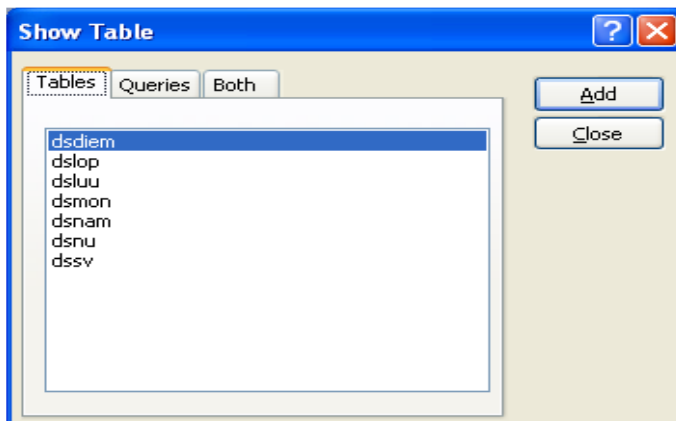 Show Table
Tables Queries Both
Add
Close
dsdiem
dslop
dsluu
dsmon
dsnam
dsnu
dssv